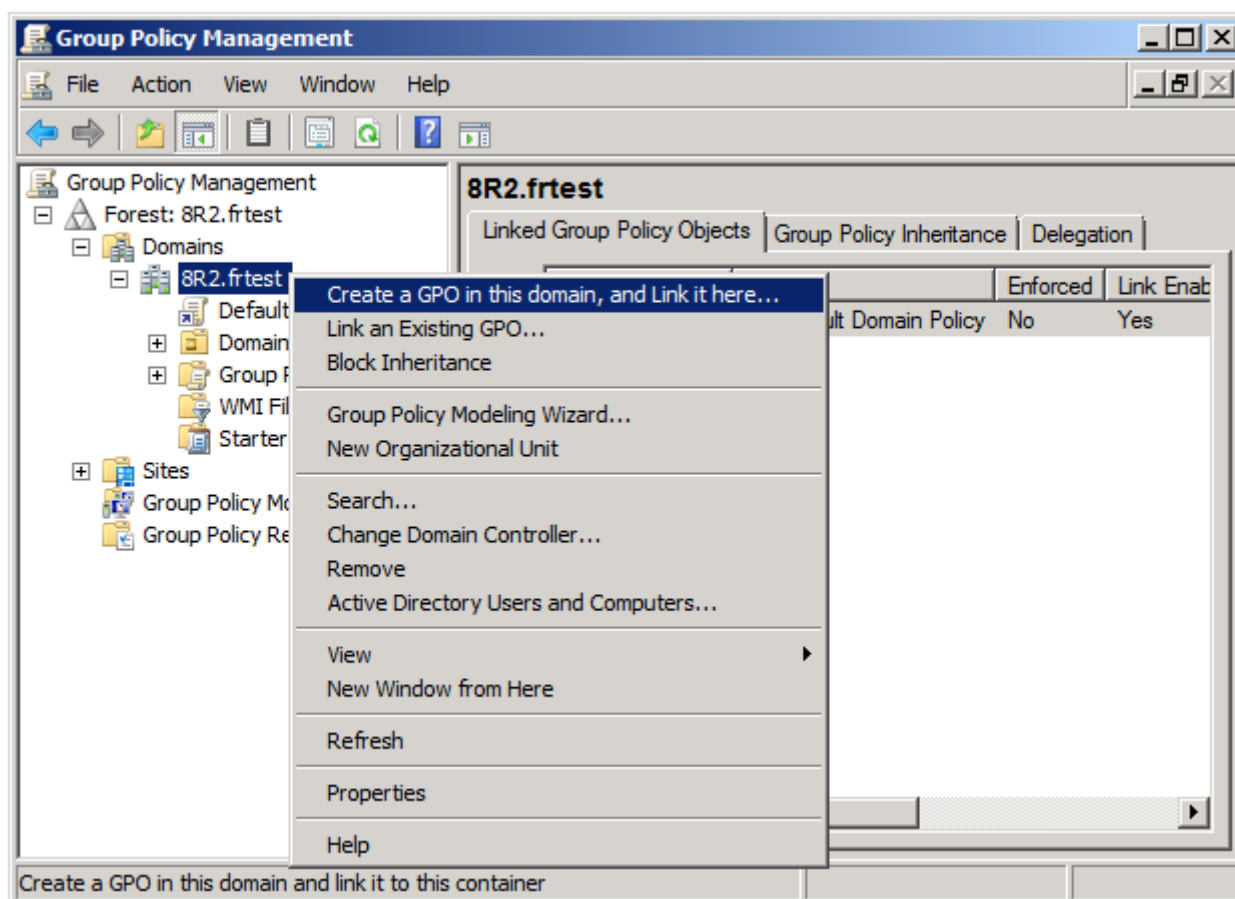 Group Policy Management
File Action View Window Help
Group Policy Management
Forest: 8R2.frtest
Domains
8R2.frtest
Default
Domain
Group
WMI Fil
Starter
Sites
Group Policy Mo
Group Policy Re
8R2.frtest
Linked Group Policy Objects Group Policy Inheritance Delegation
Enforced Link Enab
ult Domain Policy No Yes
Create a GPO in this domain, and Link it here...
Link an Existing GPO...
Block Inheritance
Group Policy Modeling Wizard...
New Organizational Unit
Search...
Change Domain Controller...
Remove
Active Directory Users and Computers...
View
New Window from Here
Refresh
Properties
Help
Create a GPO in this domain and link it to this container